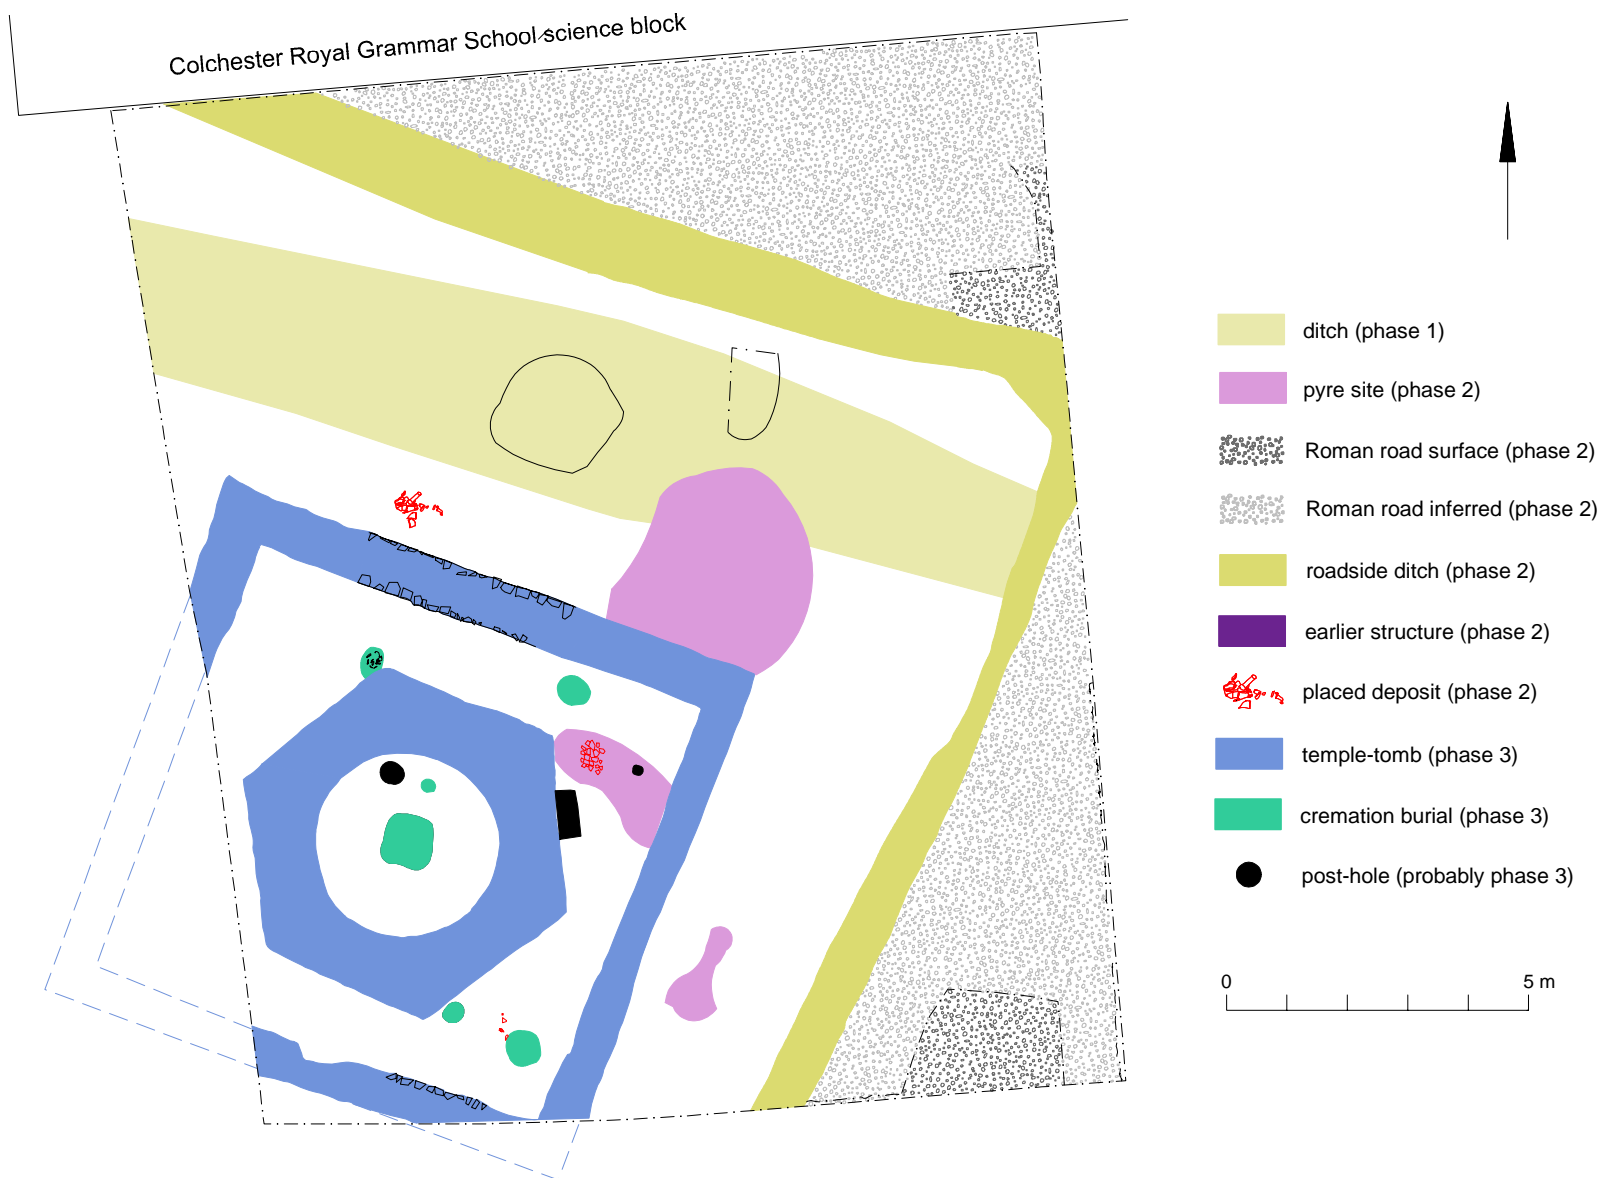 Colchester Royal Grammar School science block
ditch (phase 1)
pyre site (phase 2)
Roman road surface (phase 2)
Roman road inferred (phase 2)
roadside ditch (phase 2)
earlier structure (phase 2)
placed deposit (phase 2)
temple-tomb (phase 3)
cremation burial (phase 3)
post-hole (probably phase 3)
0 5 m